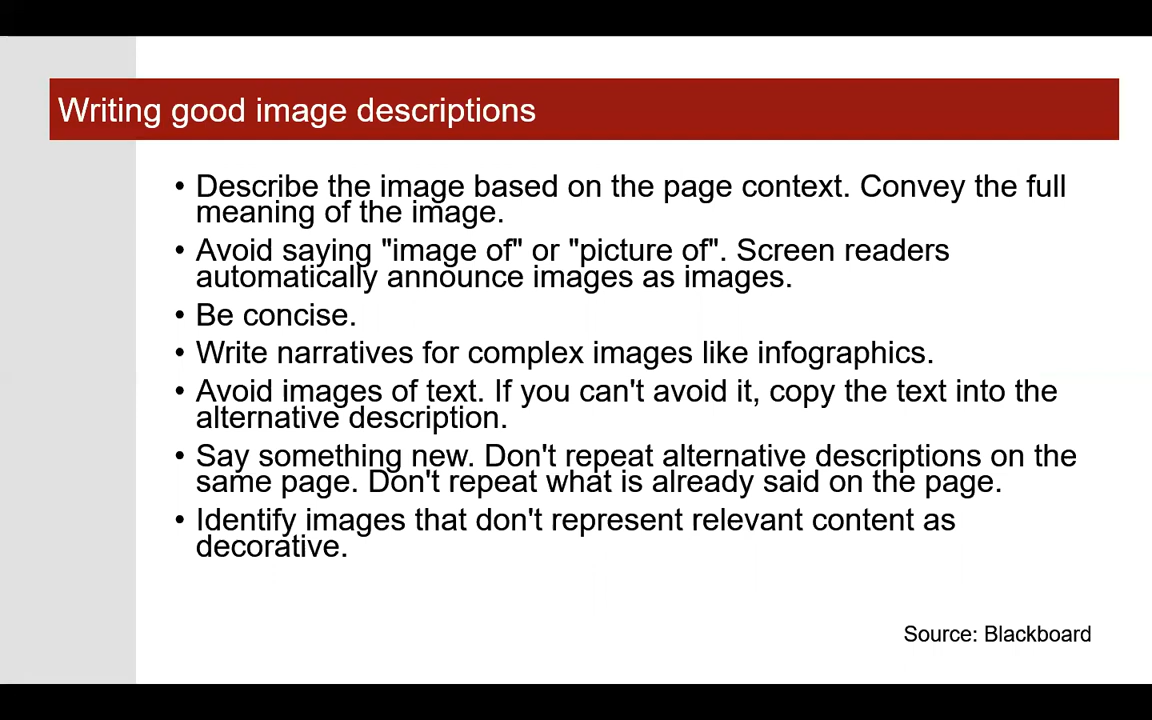 Writing good image descriptions
• Describe the image based on the page context. Convey the full
meaning of the image.
• Avoid saying "image of" or "picture of". Screen readers
automatically announce images as images.
• Be concise.
• Write narratives for complex images like infographics.
• Avoid images of text. If you can't avoid it, copy the text into the
alternative description.
• Say something new. Don't repeat alternative descriptions on the
same page. Don't repeat what is already said on the page.
• Identify images that don't represent relevant content as
decorative.
Source: Blackboard